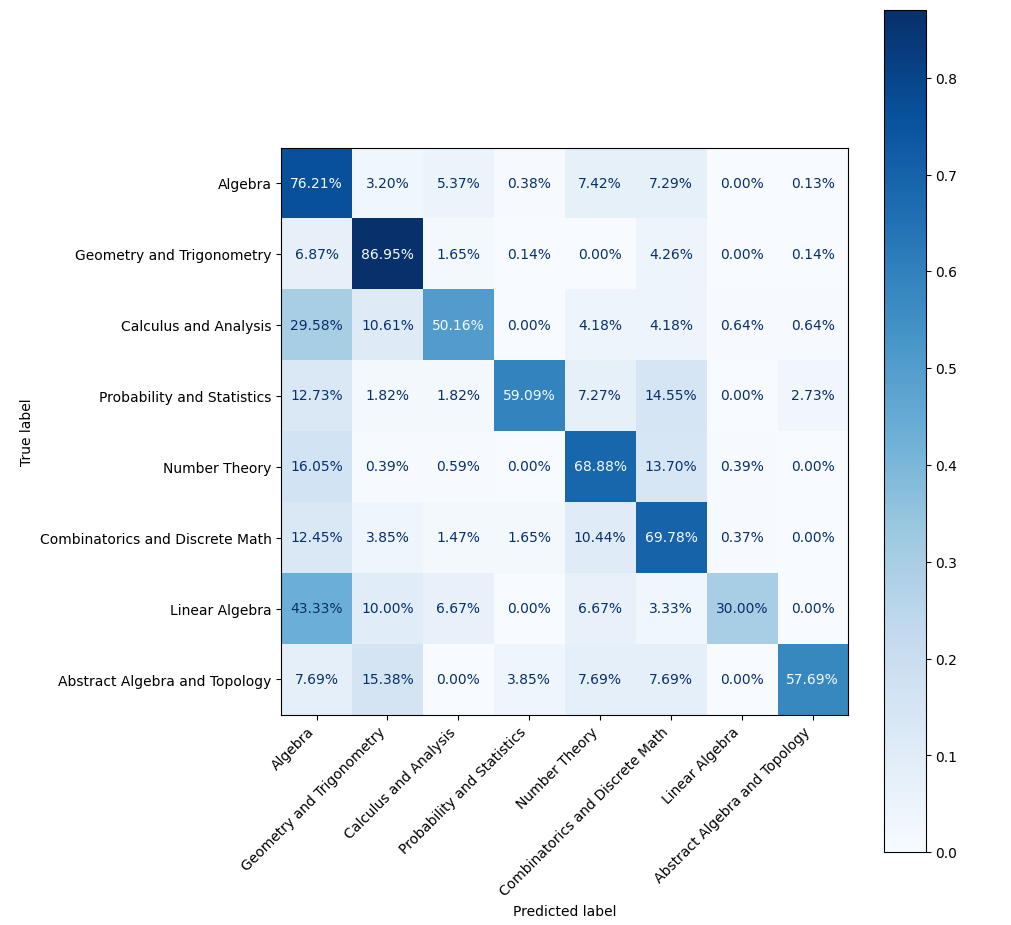 0.8
0.7
0.6
0.5
0.4
0.3
0.2
0.1
0.0
True label
Algebra 76.21% 3.20% 5.37% 0.38% 7.42% 7.29% 0.00% 0.13%
Geometry and Trigonometry 6.87% 86.95% 1.65% 0.14% 0.00% 4.26% 0.00% 0.14%
Calculus and Analysis 29.58% 10.61% 50.16% 0.00% 4.18% 4.18% 0.64% 0.64%
Probability and Statistics 12.73% 1.82% 1.82% 59.09% 7.27% 14.55% 0.00% 2.73%
Number Theory 16.05% 0.39% 0.59% 0.00% 68.88% 13.70% 0.39% 0.00%
Combinatorics and Discrete Math 12.45% 3.85% 1.47% 1.65% 10.44% 69.78% 0.37% 0.00%
Linear Algebra 43.33% 10.00% 6.67% 0.00% 6.67% 3.33% 30.00% 0.00%
Abstract Algebra and Topology 7.69% 15.38% 0.00% 3.85% 7.69% 7.69% 0.00% 57.69%
Algebra
Geometry and Trigonometry
Calculus and Analysis
Probability and Statistics
Number Theory
Combinatorics and Discrete Math
Linear Algebra
Abstract Algebra and Topology
Predicted label